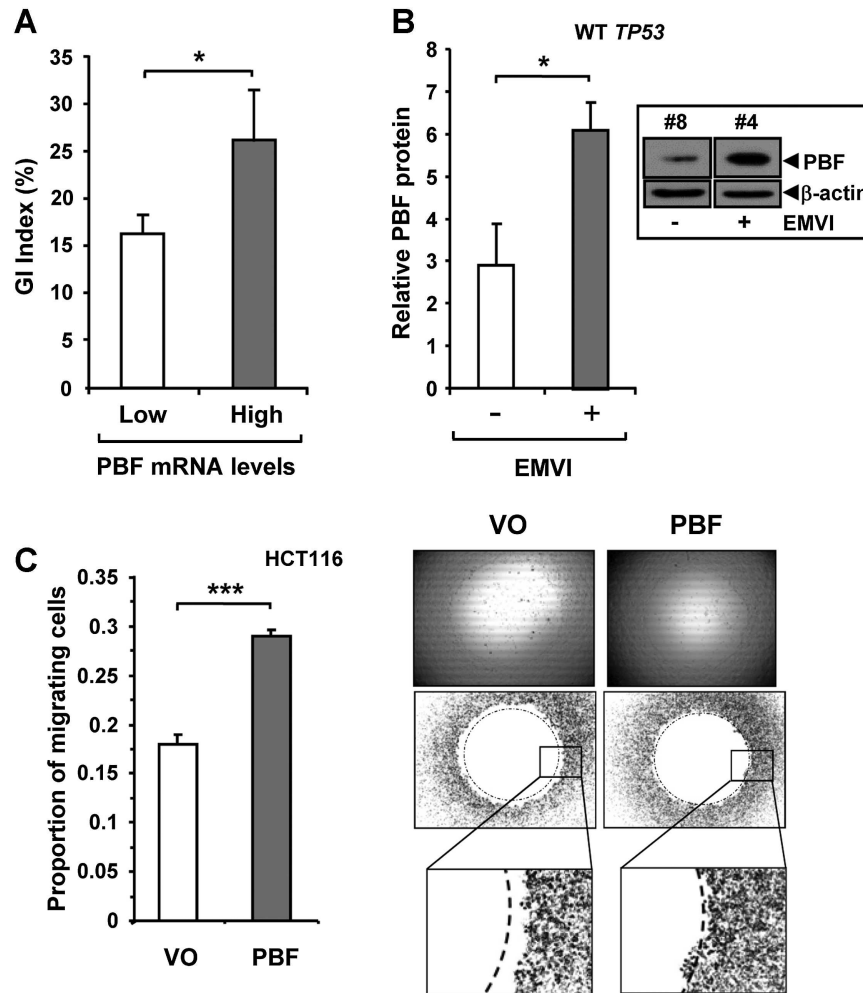 A
GI Index (%)
35
30
25
20
15
10
5
0
*
Low High
PBF mRNA levels
B
WT TP53
Relative PBF protein
8
7
6
5
4
3
2
1
0
*
- +
EMVI
#8 #4
PBF
β-actin
- + EMVI
C
HCT116
Proportion of migrating cells
0.35
0.3
0.25
0.2
0.15
0.1
0.05
0
***
VO PBF
VO PBF